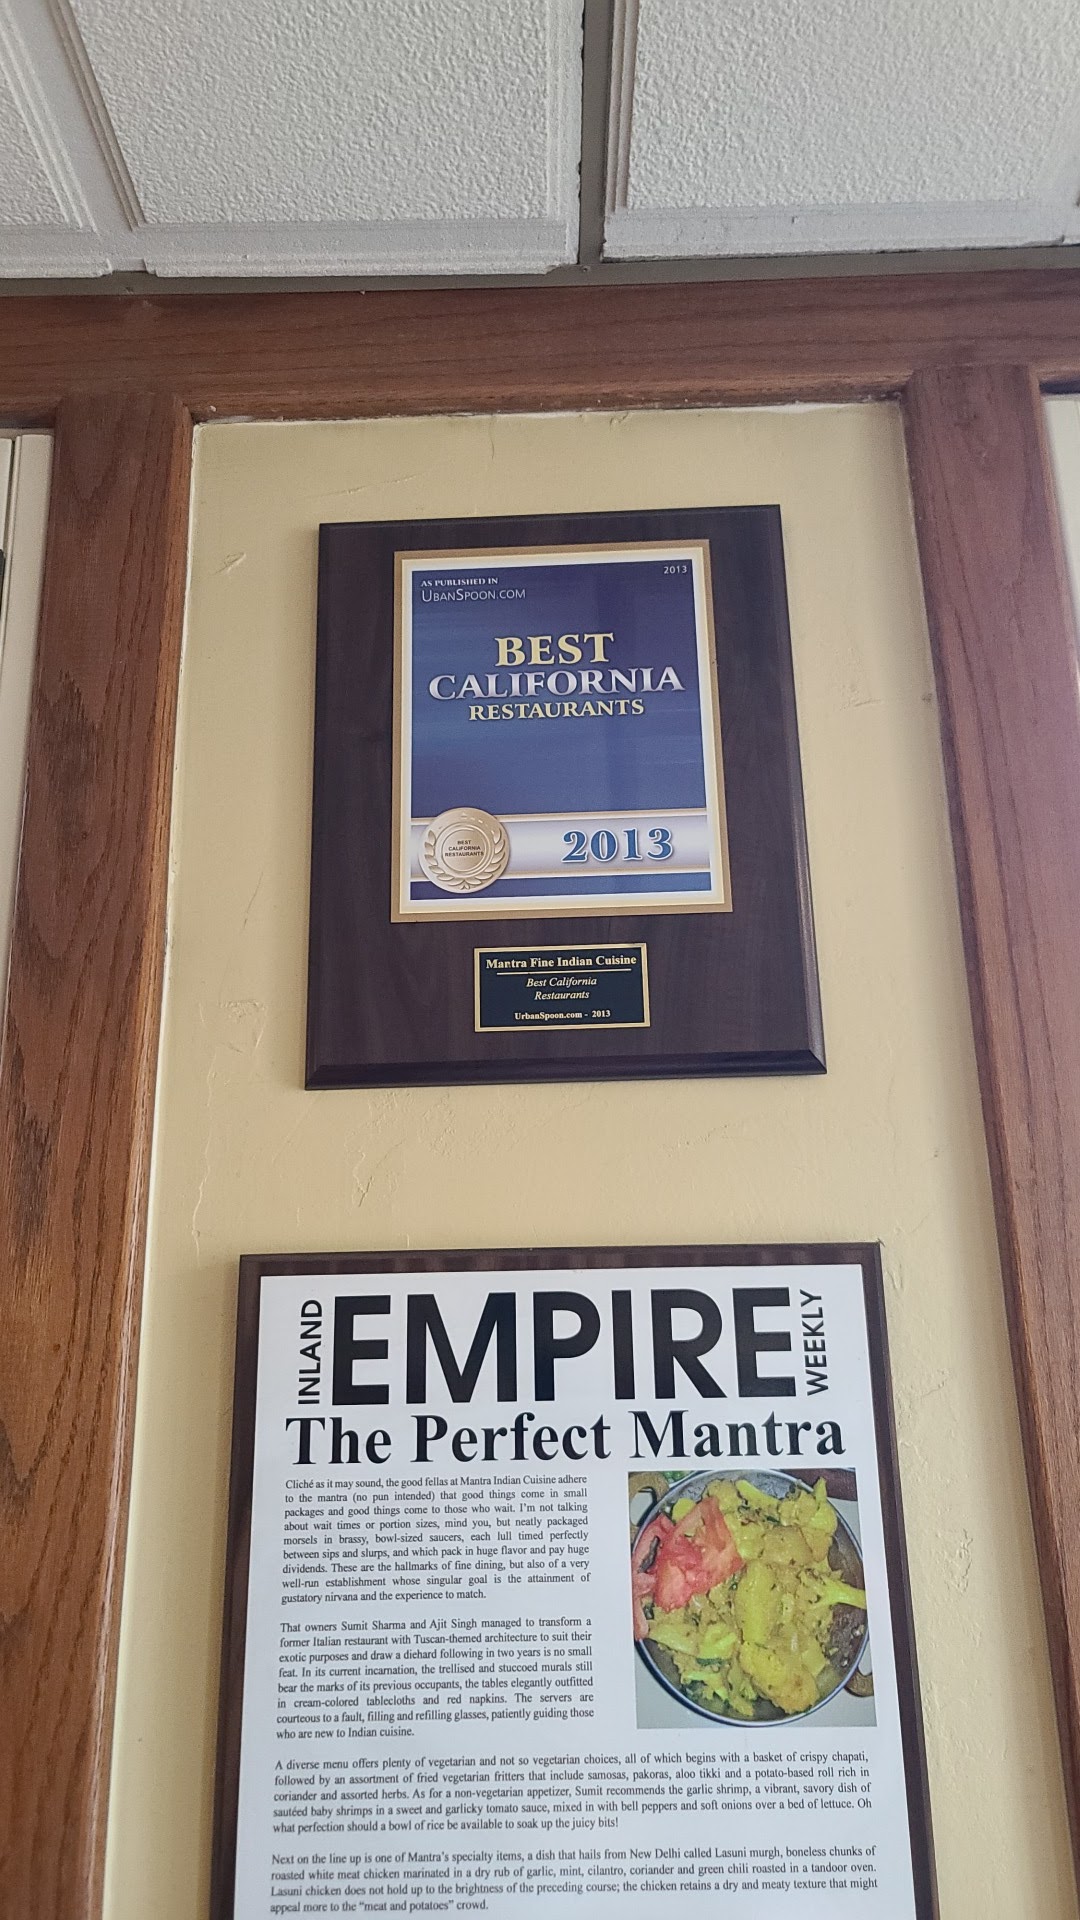 AS PUBLISHED IN
UBANSPOON.COM
2013
BEST
CALIFORNIA
RESTAURANTS
BEST
CALIFORNIA
RESTAURANTS
2013
Mantra Fine Indian Cuisine
Best California
Restaurants
UrbanSpoon.com - 2013
INLAND
EMPIRE
WEEKLY
The Perfect Mantra
Cliché as it may sound, the good fellas at Mantra Indian Cuisine adhere
to the mantra (no pun intended) that good things come in small
packages and good things come to those who wait. I'm not talking
about wait times or portion sizes, mind you, but neatly packaged
morsels in brassy, bowl-sized saucers, each lull timed perfectly
between sips and slurps, and which pack in huge flavor and pay huge
dividends. These are the hallmarks of fine dining, but also of a very
well-run establishment whose singular goal is the attainment of
gustatory nirvana and the experience to match.
That owners Sumit Sharma and Ajit Singh managed to transform a
former Italian restaurant with Tuscan-themed architecture to suit their
exotic purposes and draw a diehard following in two years is no small
feat. In its current incarnation, the trellised and stuccoed murals still
bear the marks of its previous occupants, the tables elegantly outfitted
in cream-colored tablecloths and red napkins. The servers are
courteous to a fault, filling and refilling glasses, patiently guiding those
who are new to Indian cuisine.
A diverse menu offers plenty of vegetarian and not so vegetarian choices, all of which begins with a basket of crispy chapati,
followed by an assortment of fried vegetarian fritters that include samosas, pakoras, aloo tikki and a potato-based roll rich in
coriander and assorted herbs. As for a non-vegetarian appetizer, Sumit recommends the garlic shrimp, a vibrant, savory dish of
sautéed baby shrimps in a sweet and garlicky tomato sauce, mixed in with bell peppers and soft onions over a bed of lettuce. Oh
what perfection should a bowl of rice be available to soak up the juicy bits!
Next on the line up is one of Mantra's specialty items, a dish that hails from New Delhi called Lasuni murgh, boneless chunks of
roasted white meat chicken marinated in a dry rub of garlic, mint, cilantro, coriander and green chili roasted in a tandoor oven.
Lasuni chicken does not hold up to the brightness of the preceding course; the chicken retains a dry and meaty texture that might
appeal more to the "meat and potatoes" crowd.